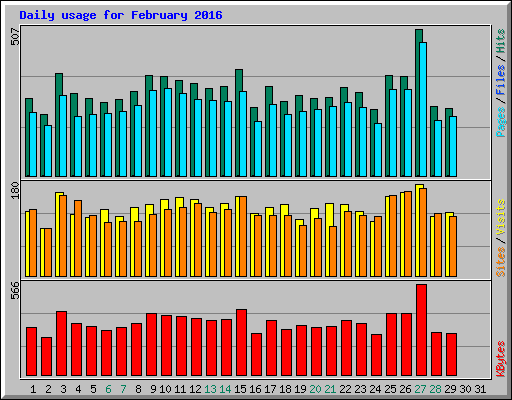 Daily usage for February 2016
507
Pages / Files / Hits
180
Sites / Visits
566
KBytes
1 2 3 4 5 6 7 8 9 10 11 12 13 14 15 16 17 18 19 20 21 22 23 24 25 26 27 28 29 30 31